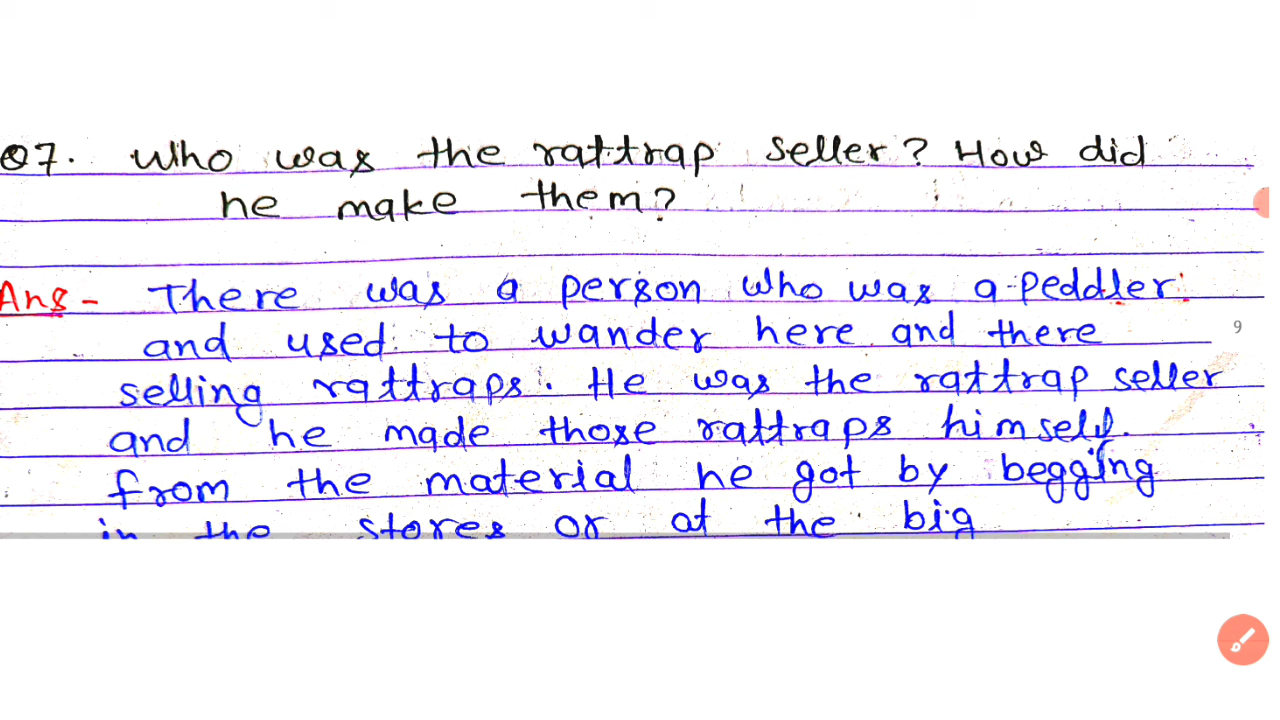 Q7. Who was the rattrap seller? How did
he make them?
Ans - There was a person who was a peddler
and used to wander here and there
9
selling rattraps. He was the rattrap seller
and he made those rattraps himself.
from the material he got by begging
in the stores or at the big